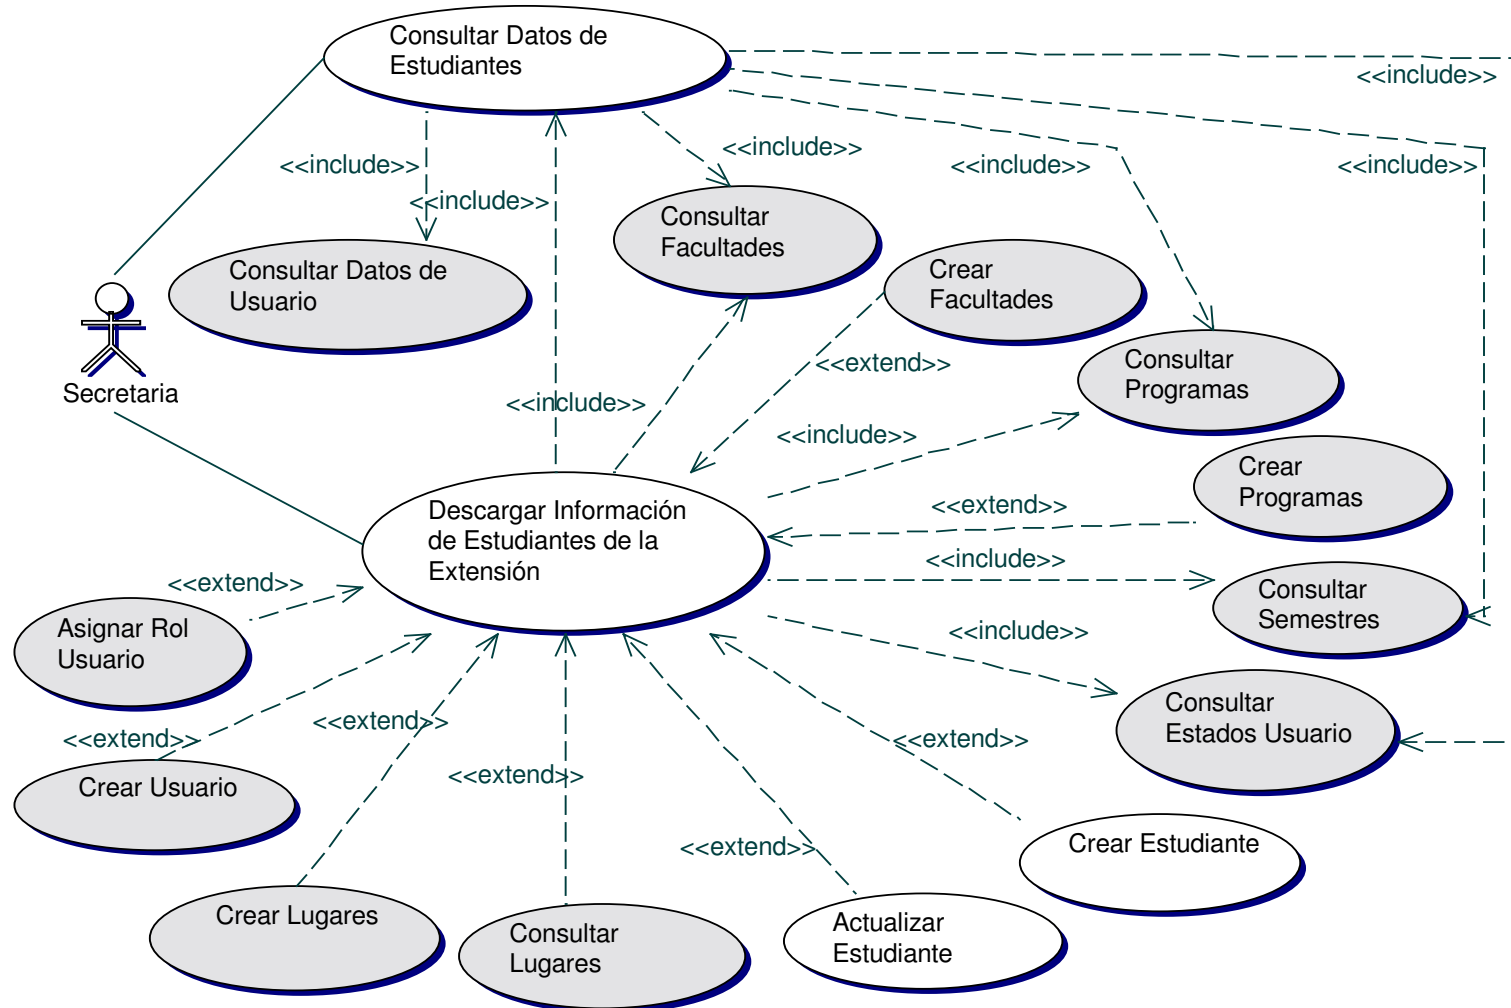 Consultar Datos de
Estudiantes
<<include>>
<<include>>
<<include>>
<<include>>
<<include>>
<<include>>
Consultar
Facultades
Consultar Datos de
Usuario
Crear
Facultades
Secretaria
<<extend>>
Consultar
Programas
<<include>>
<<include>>
Crear
Programas
Descargar Información
de Estudiantes de la
Extensión
<<extend>>
<<include>>
Consultar
Semestres
<<extend>>
Asignar Rol
Usuario
<<include>>
Consultar
Estados Usuario
<<extend>>
<<extend>>
<<extend>>
<<extend>>
Crear Usuario
<<extend>>
Crear Estudiante
Crear Lugares
Consultar
Lugares
Actualizar
Estudiante